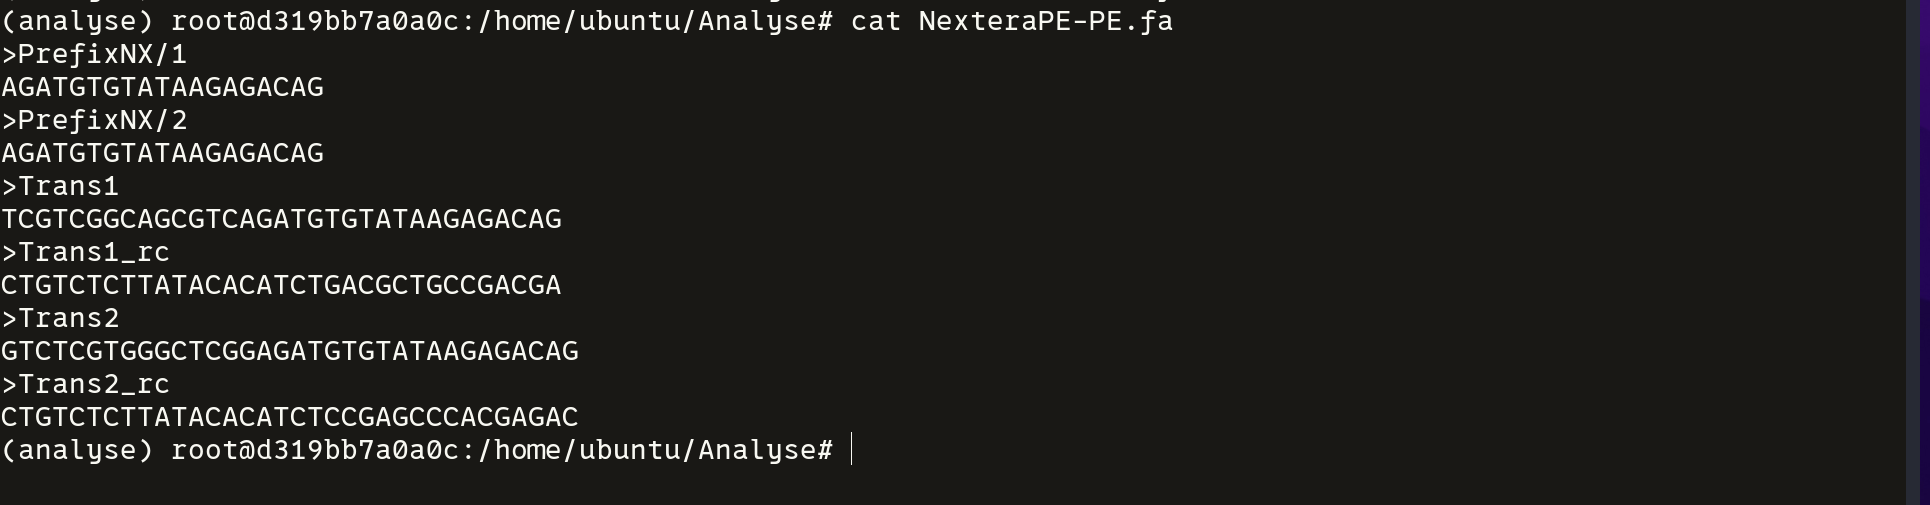 (analyse) root@d319bb7a0a0c:/home/ubuntu/Analyse# cat NexteraPE-PE.fa
>PrefixNX/1
AGATGTGTATAAGAGACAG
>PrefixNX/2
AGATGTGTATAAGAGACAG
>Trans1
TCGTCGGCAGCGTCAGATGTGTATAAGAGACAG
>Trans1_rc
CTGTCTCTTATACACATCTGACGCTGCCGACGA
>Trans2
GTCTCGTGGGCTCGGAGATGTGTATAAGAGACAG
>Trans2_rc
CTGTCTCTTATACACATCTCCGAGCCCACGAGAC
(analyse) root@d319bb7a0a0c:/home/ubuntu/Analyse#